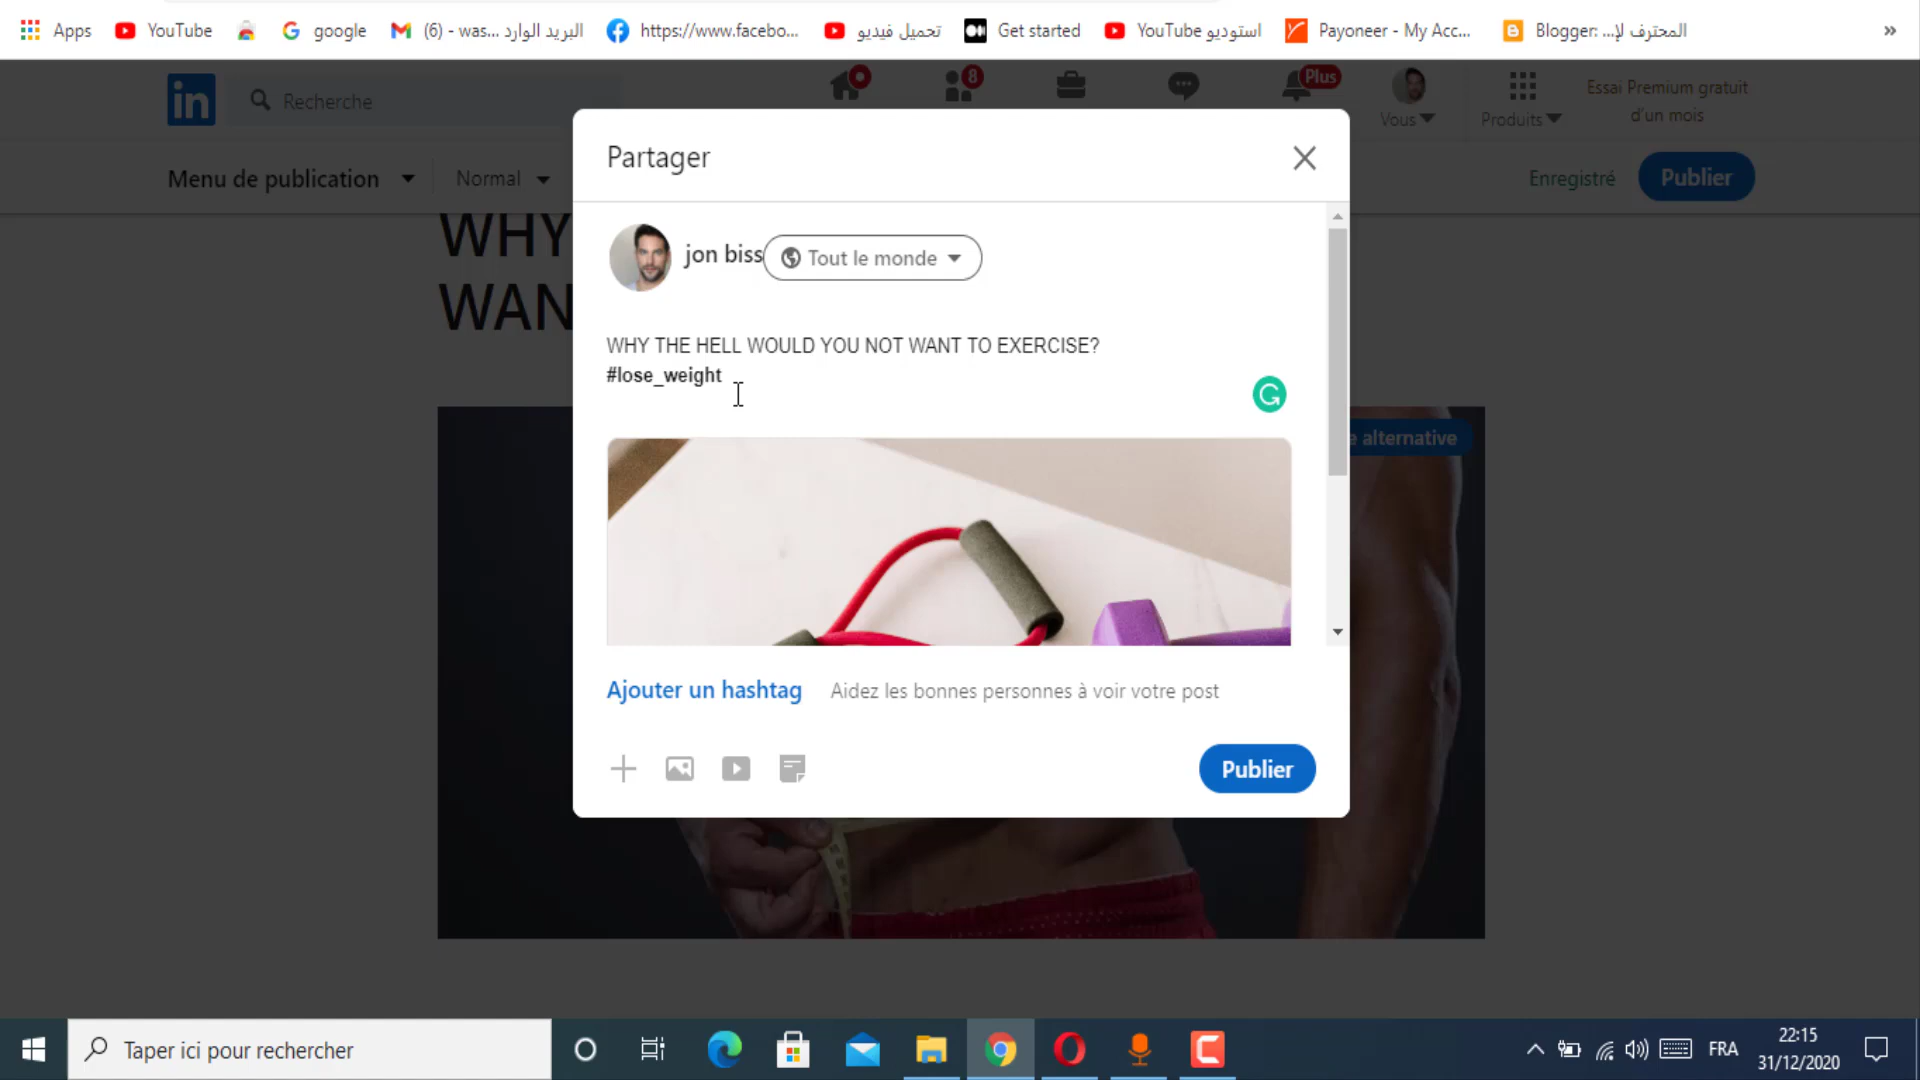 Apps
YouTube
google
(6) - was... البريد الوارد
https://www.facebo...
تحميل فيديو
Get started
استوديو YouTube
Payoneer - My Acc...
Blogger: ...المحترف لإ
»
in
Recherche
8
Plus
Vous
Produits
Essai Premium gratuit
d'un mois
Menu de publication
Normal
Enregistré
Publier
WHY
WAN
Partager
jon biss
Tout le monde
WHY THE HELL WOULD YOU NOT WANT TO EXERCISE?
#lose_weight
e alternative
Ajouter un hashtag
Aidez les bonnes personnes à voir votre post
Publier
Taper ici pour rechercher
FRA
22:15
31/12/2020